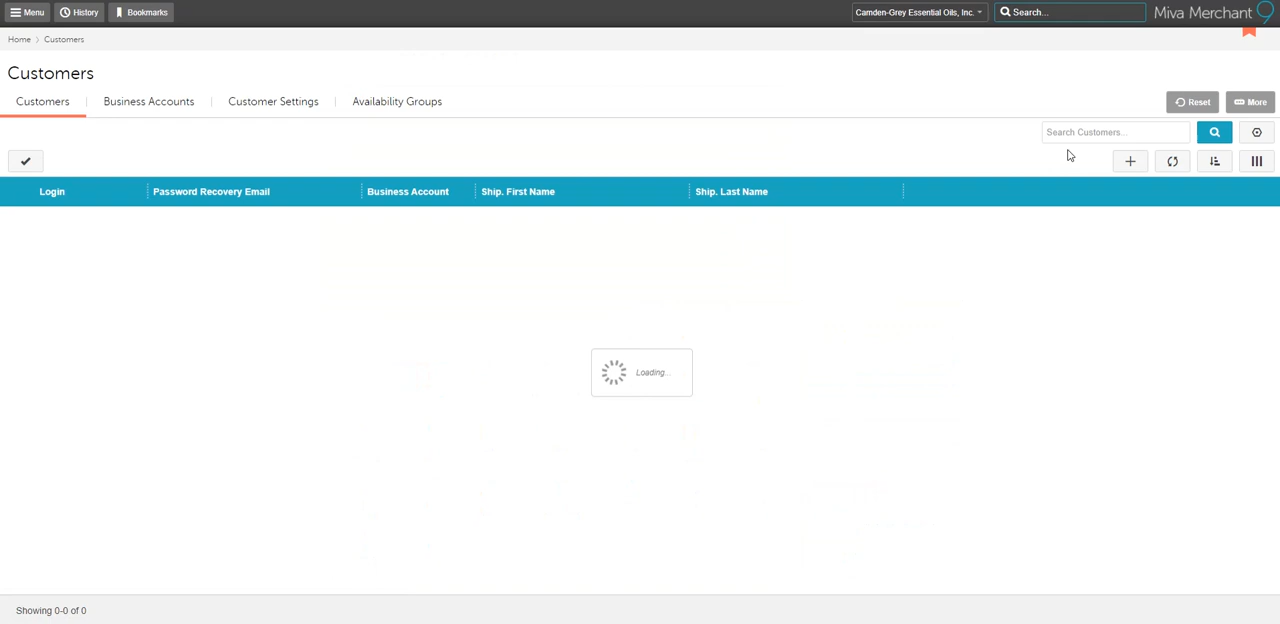 Menu History Bookmarks Camden-Grey Essential Oils, Inc. Search... Miva Merchant 9
Home > Customers
Customers
Customers Business Accounts Customer Settings Availability Groups Reset More
Search Customers...
Login Password Recovery Email Business Account Ship. First Name Ship. Last Name
Loading...
Showing 0-0 of 0